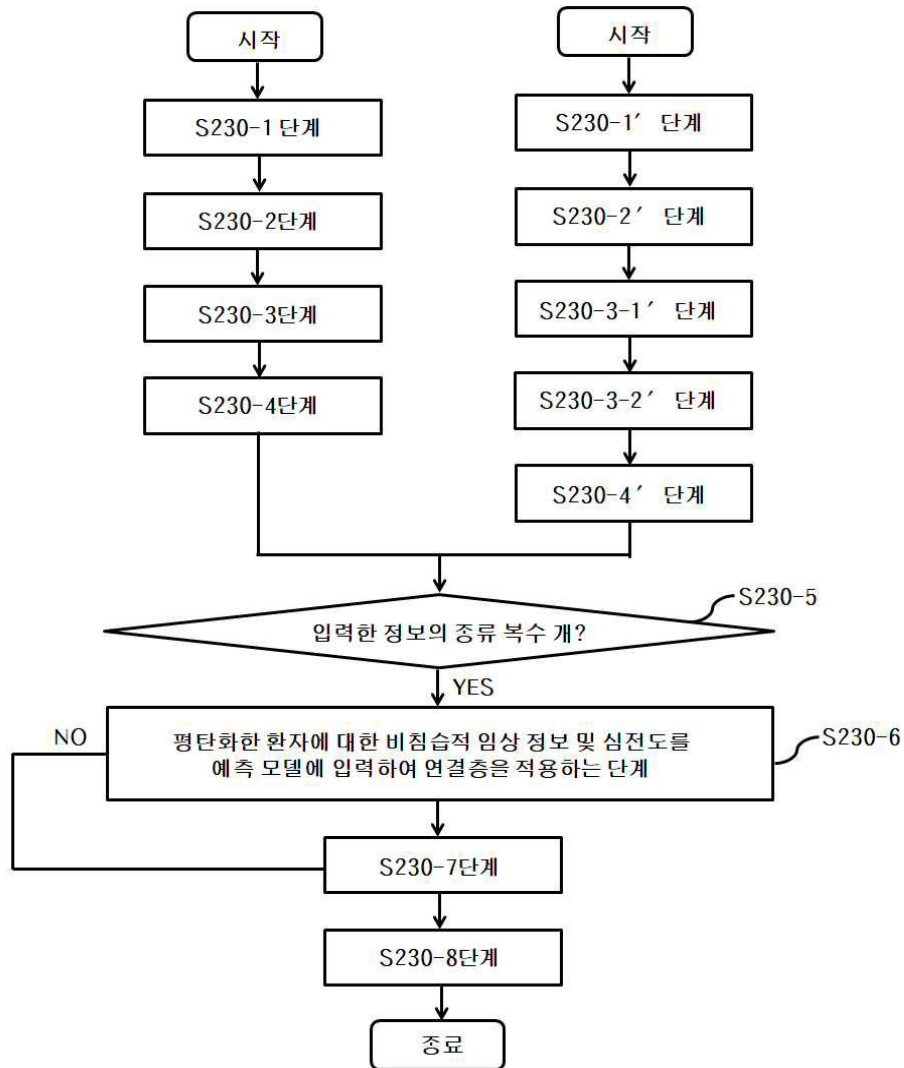 시작
S230-1 단계
S230-2단계
S230-3단계
S230-4단계
시작
S230-1′ 단계
S230-2′ 단계
S230-3-1′ 단계
S230-3-2′ 단계
S230-4′ 단계
S230-5
입력한 정보의 종류 복수 개?
YES
NO
평탄화한 환자에 대한 비침습적 임상 정보 및 심전도를
예측 모델에 입력하여 연결층을 적용하는 단계
S230-6
S230-7단계
S230-8단계
종료